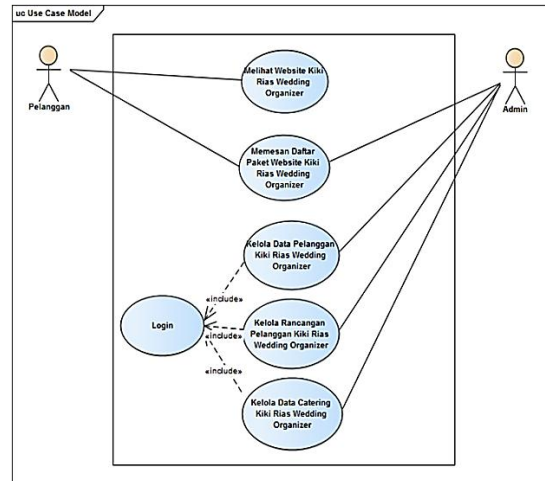 uc Use Case Model
Pelanggan
Admin
Melihat Website Kiki
Rias Wedding
Organizer
Memesan Daftar
Paket Website Kiki
Rias Wedding
Organizer
Kelola Data Pelanggan
Kiki Rias Wedding
Organizer
«include»
Login
«include»
Kelola Rancangan
Pelanggan Kiki Rias
Wedding Organizer
«include»
Kelola Data Catering
Kiki Rias Wedding
Organizer